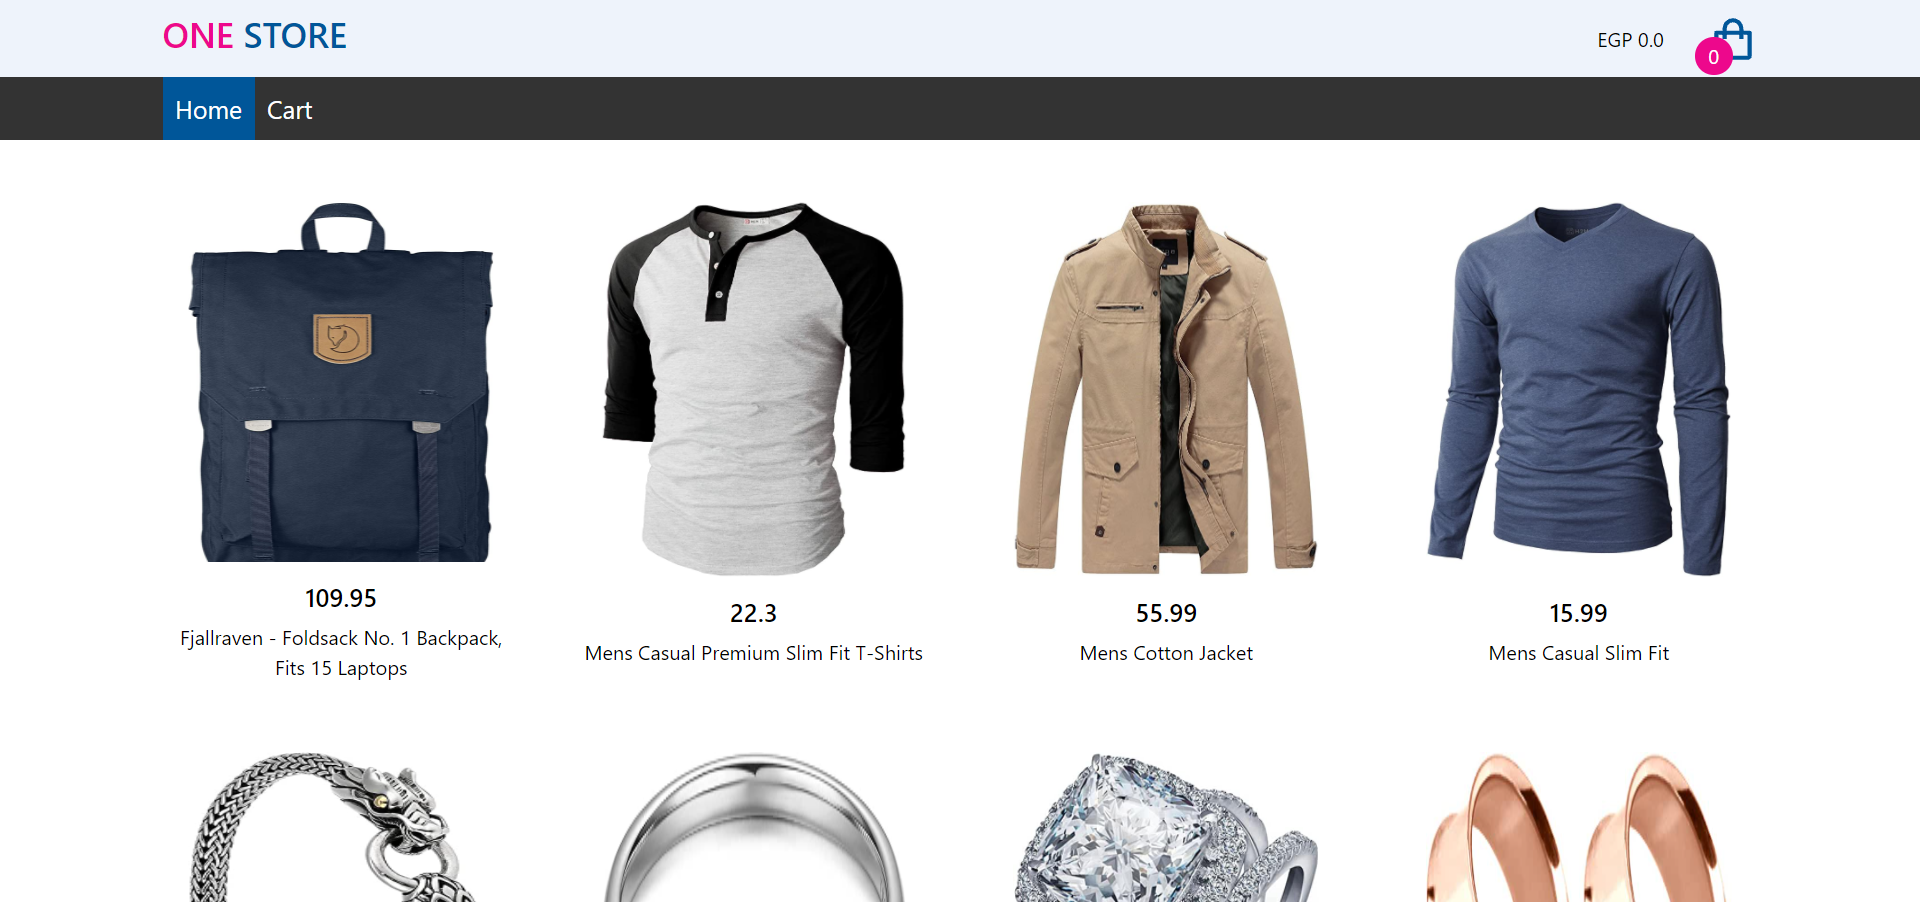 ONE STORE
EGP 0.0
0
Home
Cart
109.95
Fjallraven - Foldsack No. 1 Backpack,
Fits 15 Laptops
22.3
Mens Casual Premium Slim Fit T-Shirts
55.99
Mens Cotton Jacket
15.99
Mens Casual Slim Fit